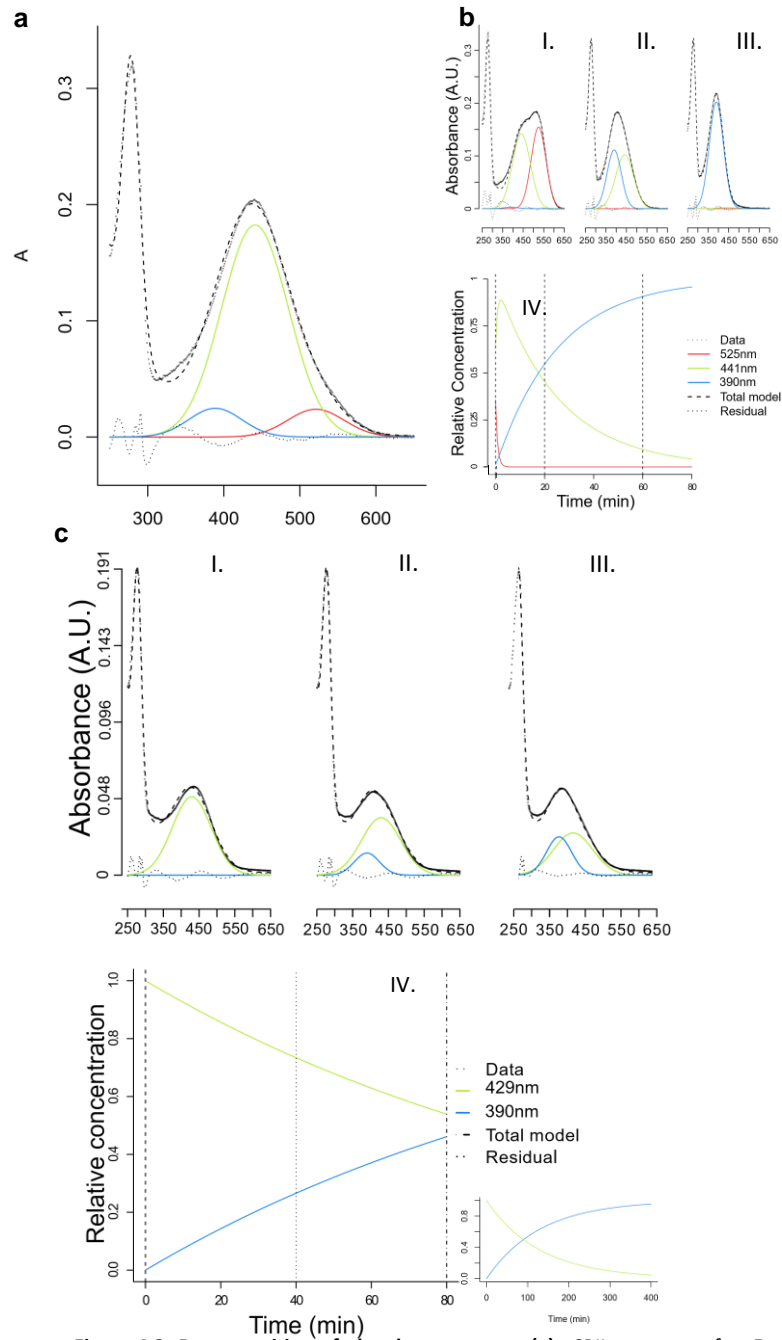 a
A
0.3
0.2
0.1
0.0
300 400 500 600
b
I. II. III.
Absorbance (A.U.)
0.3
0.2
0.1
0
250 350 450 550 650 250 350 450 550 650 250 350 450 550 650
IV.
Relative Concentration
1
0.75
0.5
0.25
0
0 20 40 60 80
Time (min)
Data
525nm
441nm
390nm
Total model
Residual
c
I. II. III.
Absorbance (A.U.)
0.191
0.143
0.096
0.048
0
250 350 450 550 650 250 350 450 550 650 250 350 450 550 650
IV.
Relative concentration
1.0
0.8
0.6
0.4
0.2
0.0
0 20 40 60 80
Time (min)
Data
429nm
390nm
Total model
Residual
0.8
0.4
0.0
0 100 200 300 400
Time (min)